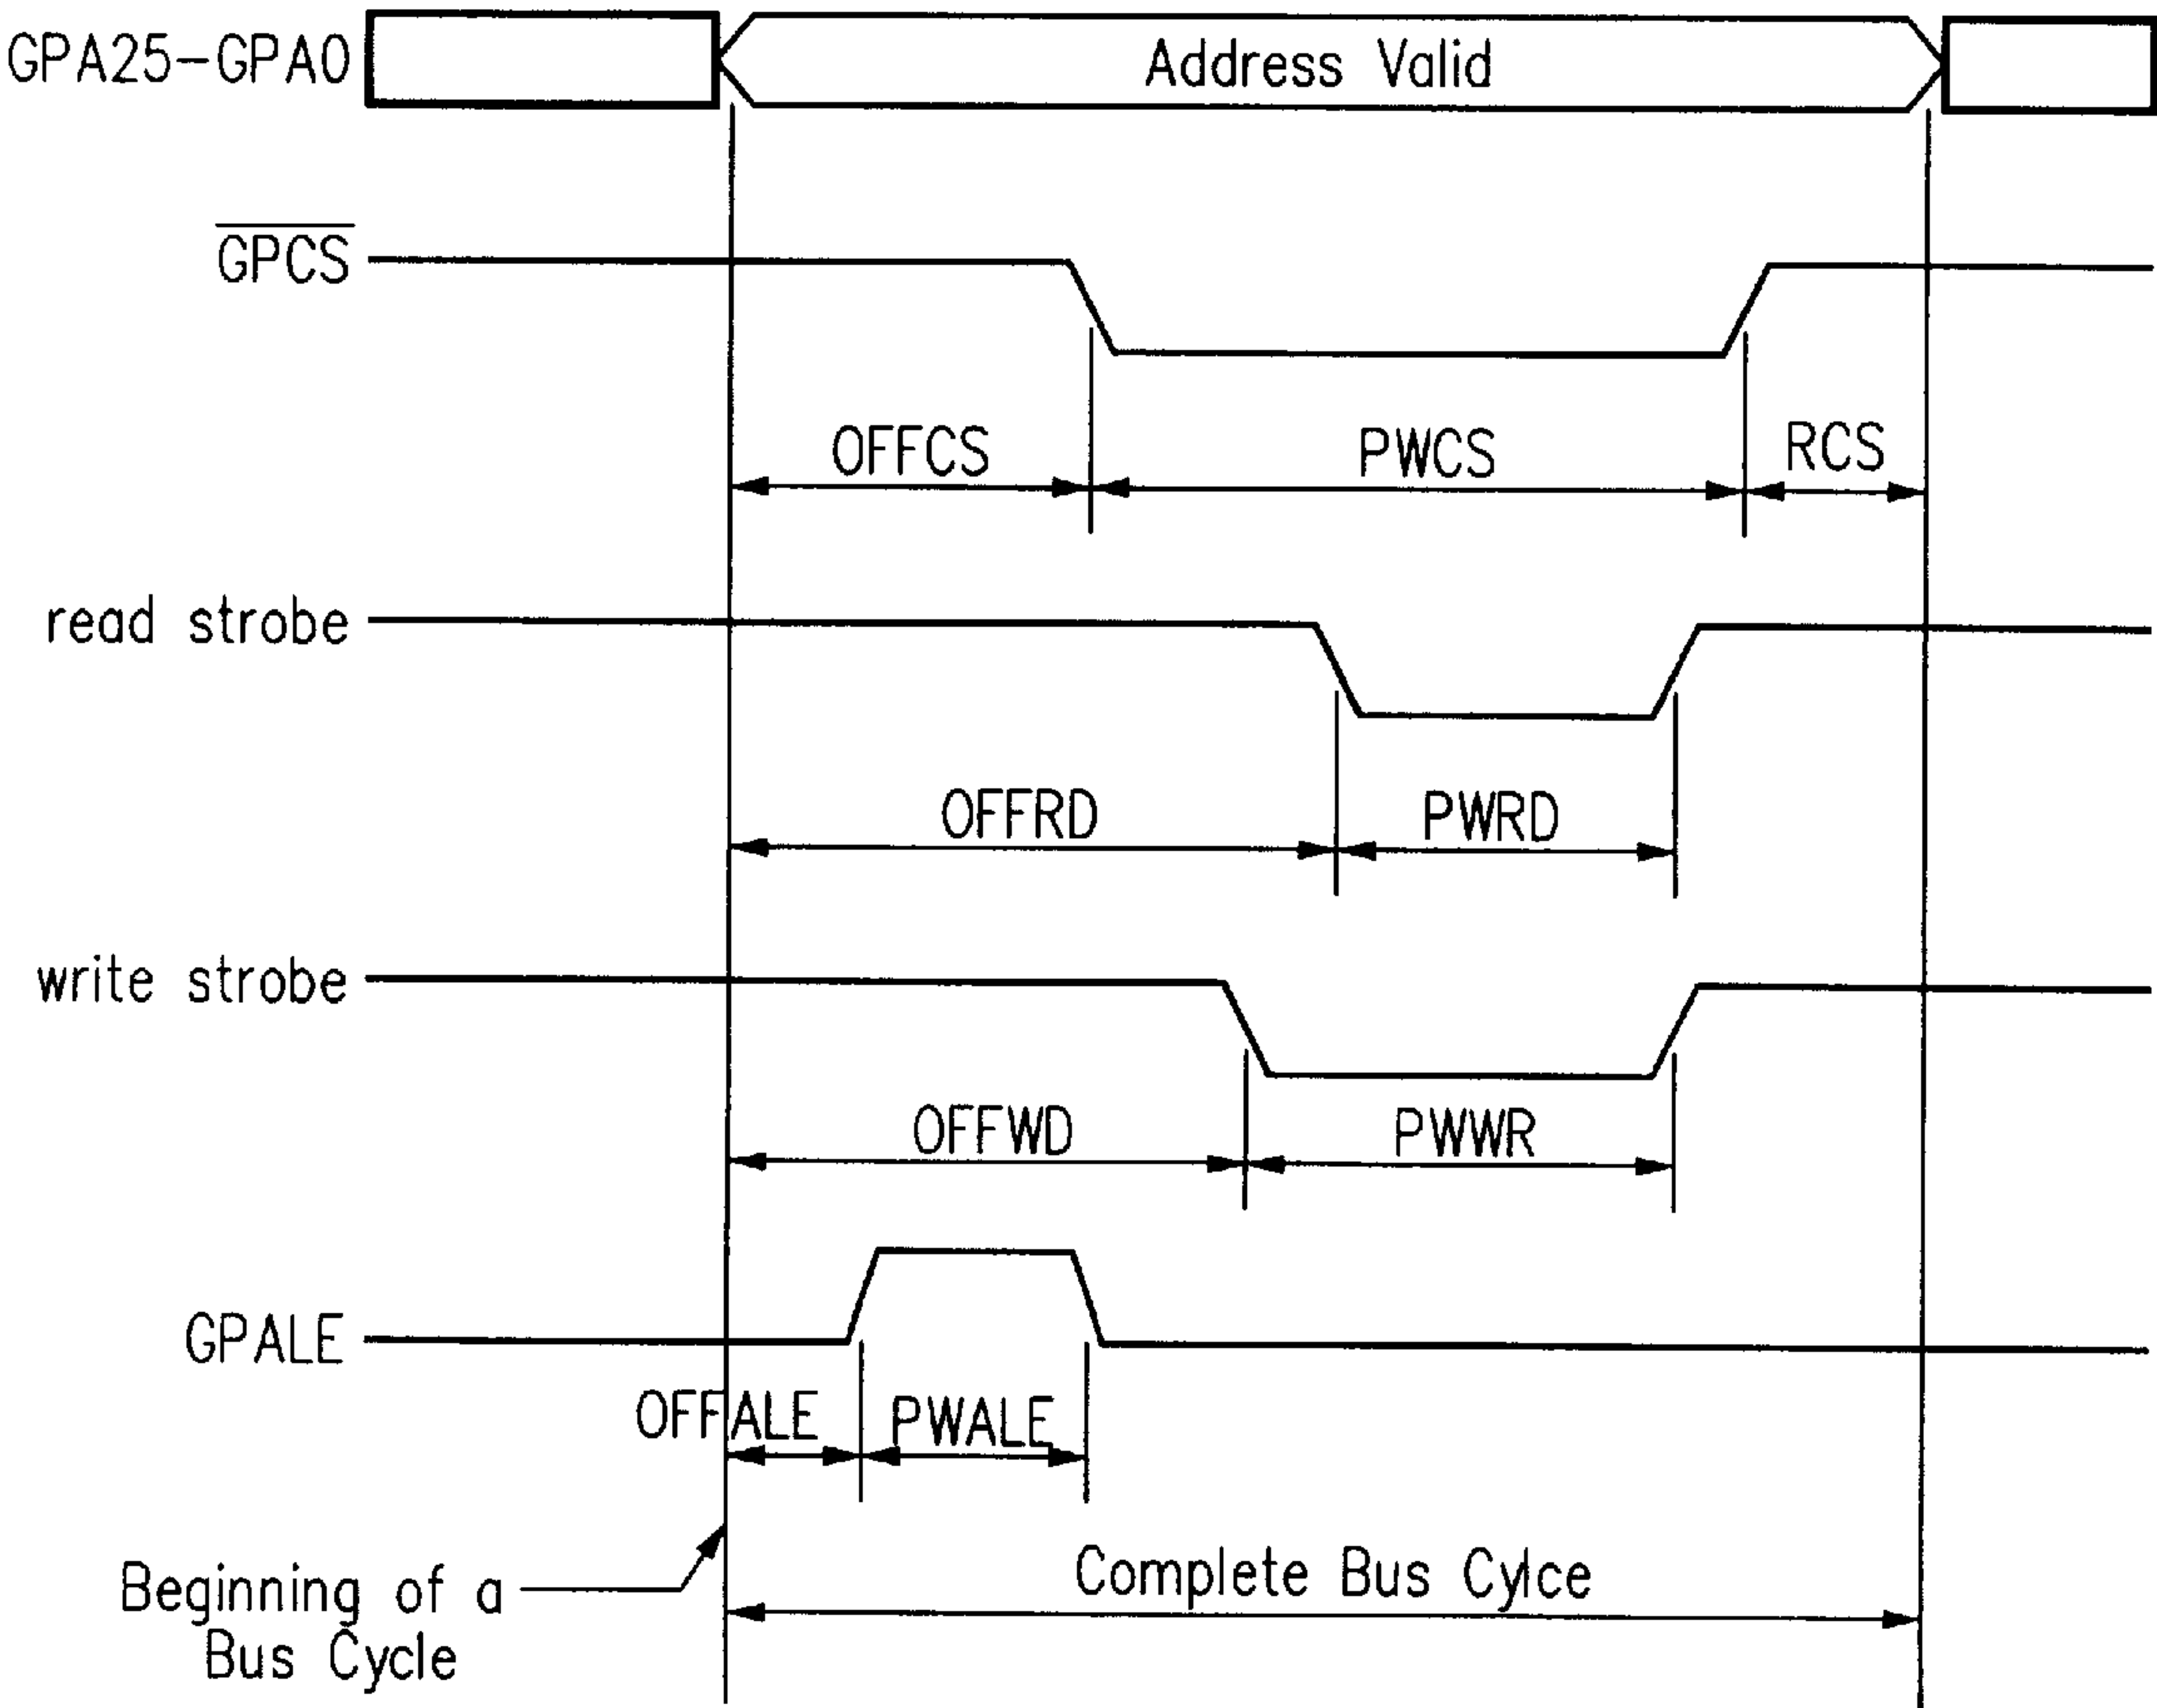 GPA25-GPA0
Address Valid
GPCS
OFFCS
PWCS
RCS
read strobe
OFFRD
PWRD
write strobe
OFFWD
PWWR
GPALE
OFFALE
PWALE
Beginning of a
Bus Cycle
Complete Bus Cylce